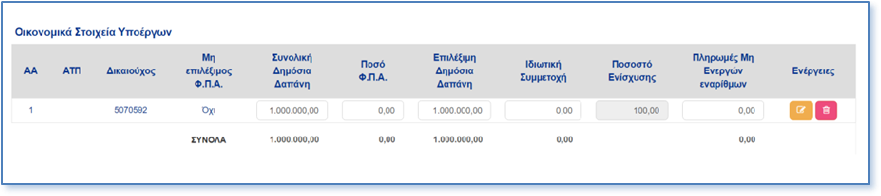 Οικονομικά Στοιχεία Υποέργων
ΑΑ ΑΤΠ Δικαιούχος Μη επιλέξιμος Φ.Π.Α. Συνολική Δημόσια Δαπάνη Ποσό Φ.Π.Α. Επιλέξιμη Δημόσια Δαπάνη Ιδιωτική Συμμετοχή Ποσοστό Ενίσχυσης Πληρωμές Μη Ενεργών εναρίθμων Ενέργειες
1 5070592 Όχι 1.000.000,00 0,00 1.000.000,00 0,00 100,00 0,00
ΣΥΝΟΛΑ 1.000.000,00 0,00 1.000.000,00 0,00 0,00